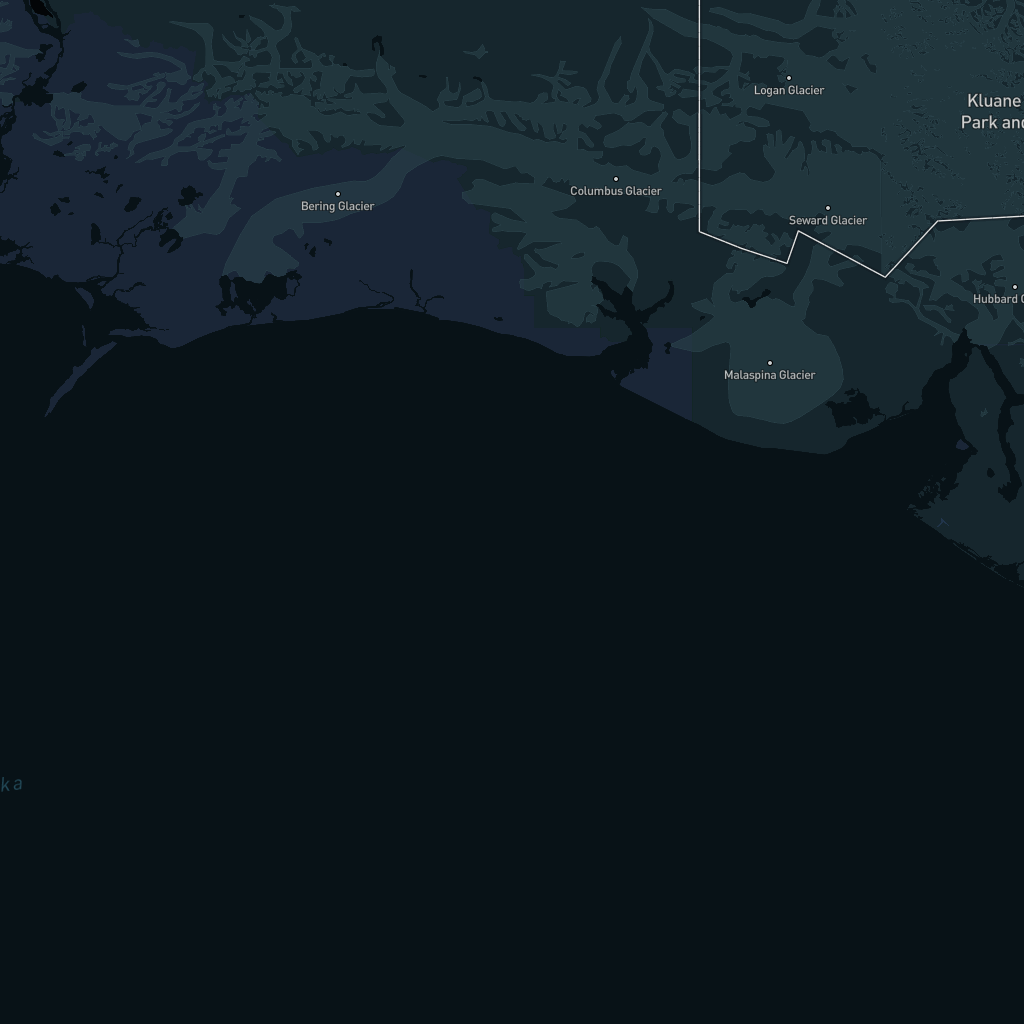 Logan Glacier
Kluane
Park and
Columbus Glacier
Bering Glacier
Seward Glacier
Hubbard G
Malaspina Glacier
ka